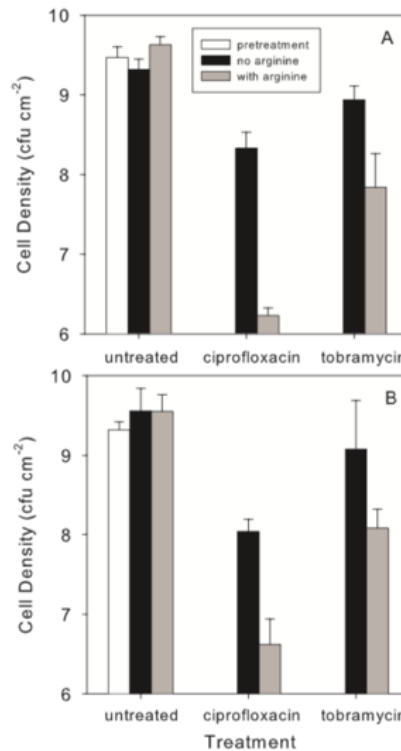 A
pretreatment
no arginine
with arginine
Cell Density (cfu cm-2)
10
9
8
7
6
untreated ciprofloxacin tobramycin
B
Cell Density (cfu cm-2)
10
9
8
7
6
untreated ciprofloxacin tobramycin
Treatment